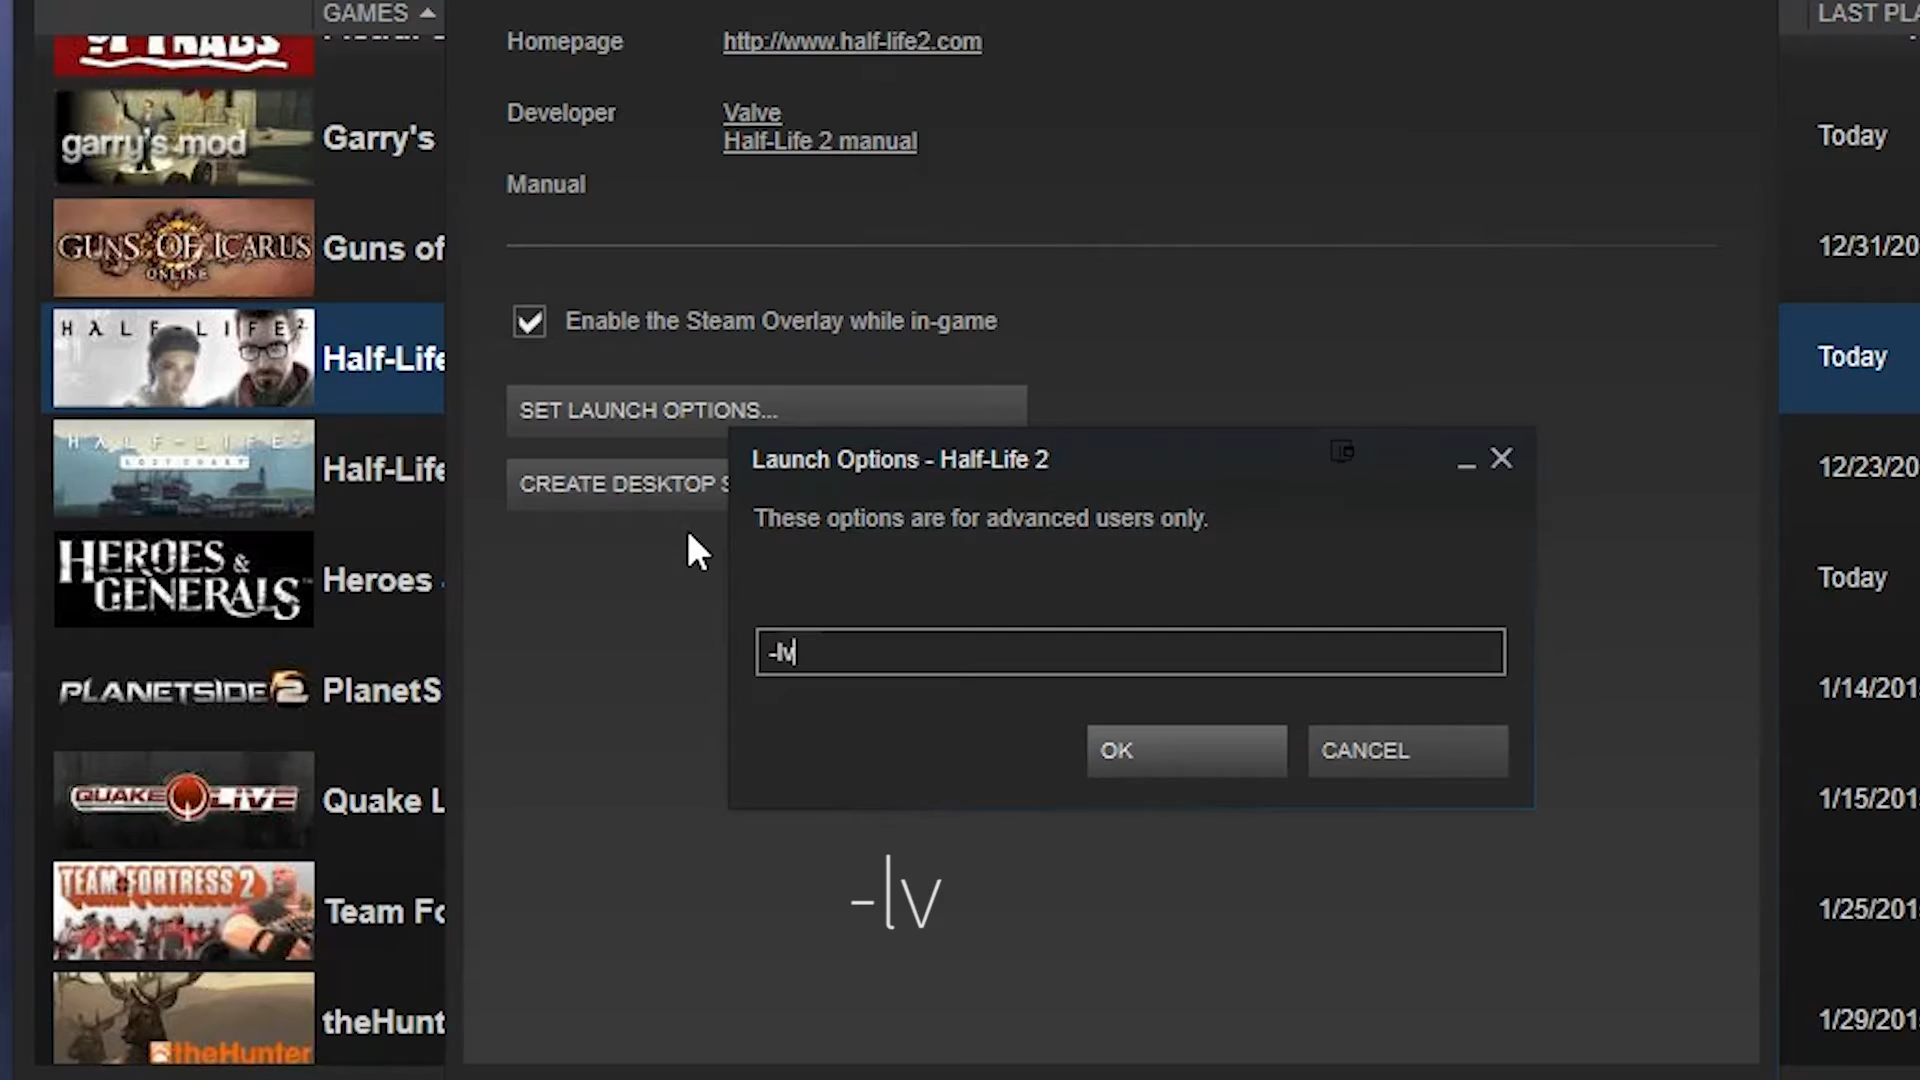 GAMES
LAST PLA
Homepage http://www.half-life2.com
Developer Valve
Half-Life 2 manual
Manual
garry's mod
Garry's
Today
GUNS OF ICARUS
ONLINE
Guns of
12/31/20
Enable the Steam Overlay while in-game
HALF-LIFE2
Half-Life
Today
SET LAUNCH OPTIONS...
HALF-LIFE2
LOST COAST
Half-Life
12/23/20
CREATE DESKTOP S
Launch Options - Half-Life 2
These options are for advanced users only.
HEROES &
GENERALS
Heroes
Today
-lv
PLANETSIDE 2
PlanetS
1/14/201
OK
CANCEL
QUAKE LIVE
Quake L
1/15/201
-lv
TEAM FORTRESS 2
Team Fo
1/25/201
theHunter
theHunt
1/29/201